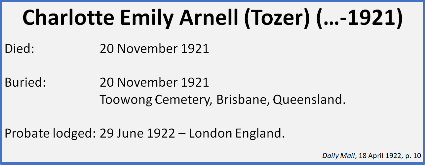 Charlotte Emily Arnell (Tozer) (...-1921)
Died: 20 November 1921
Buried: 20 November 1921
Toowong Cemetery, Brisbane, Queensland.
Probate lodged: 29 June 1922 – London England.
Daily Mail, 18 April 1922, p. 10